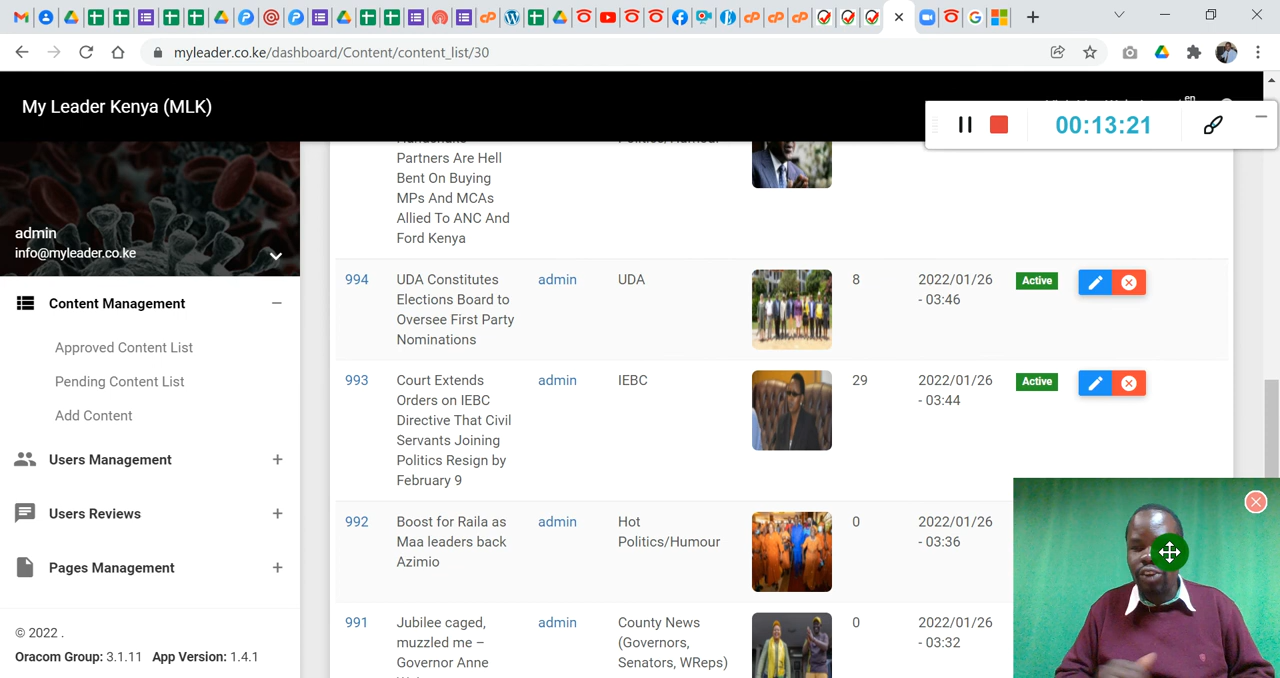 myleader.co.ke/dashboard/Content/content_list/30
My Leader Kenya (MLK)
en
00:13:21
admin
info@myleader.co.ke
Content Management
Approved Content List
Pending Content List
Add Content
Users Management
Users Reviews
Pages Management
© 2022 .
Oracom Group: 3.1.11 App Version: 1.4.1
Partners Are Hell
Bent On Buying
MPs And MCAs
Allied To ANC And
Ford Kenya
994
UDA Constitutes
Elections Board to
Oversee First Party
Nominations
admin
UDA
8
2022/01/26
- 03:46
Active
993
Court Extends
Orders on IEBC
Directive That Civil
Servants Joining
Politics Resign by
February 9
admin
IEBC
29
2022/01/26
- 03:44
Active
992
Boost for Raila as
Maa leaders back
Azimio
admin
Hot
Politics/Humour
0
2022/01/26
- 03:36
991
Jubilee caged,
muzzled me –
Governor Anne
admin
County News
(Governors,
Senators, WReps)
0
2022/01/26
- 03:32